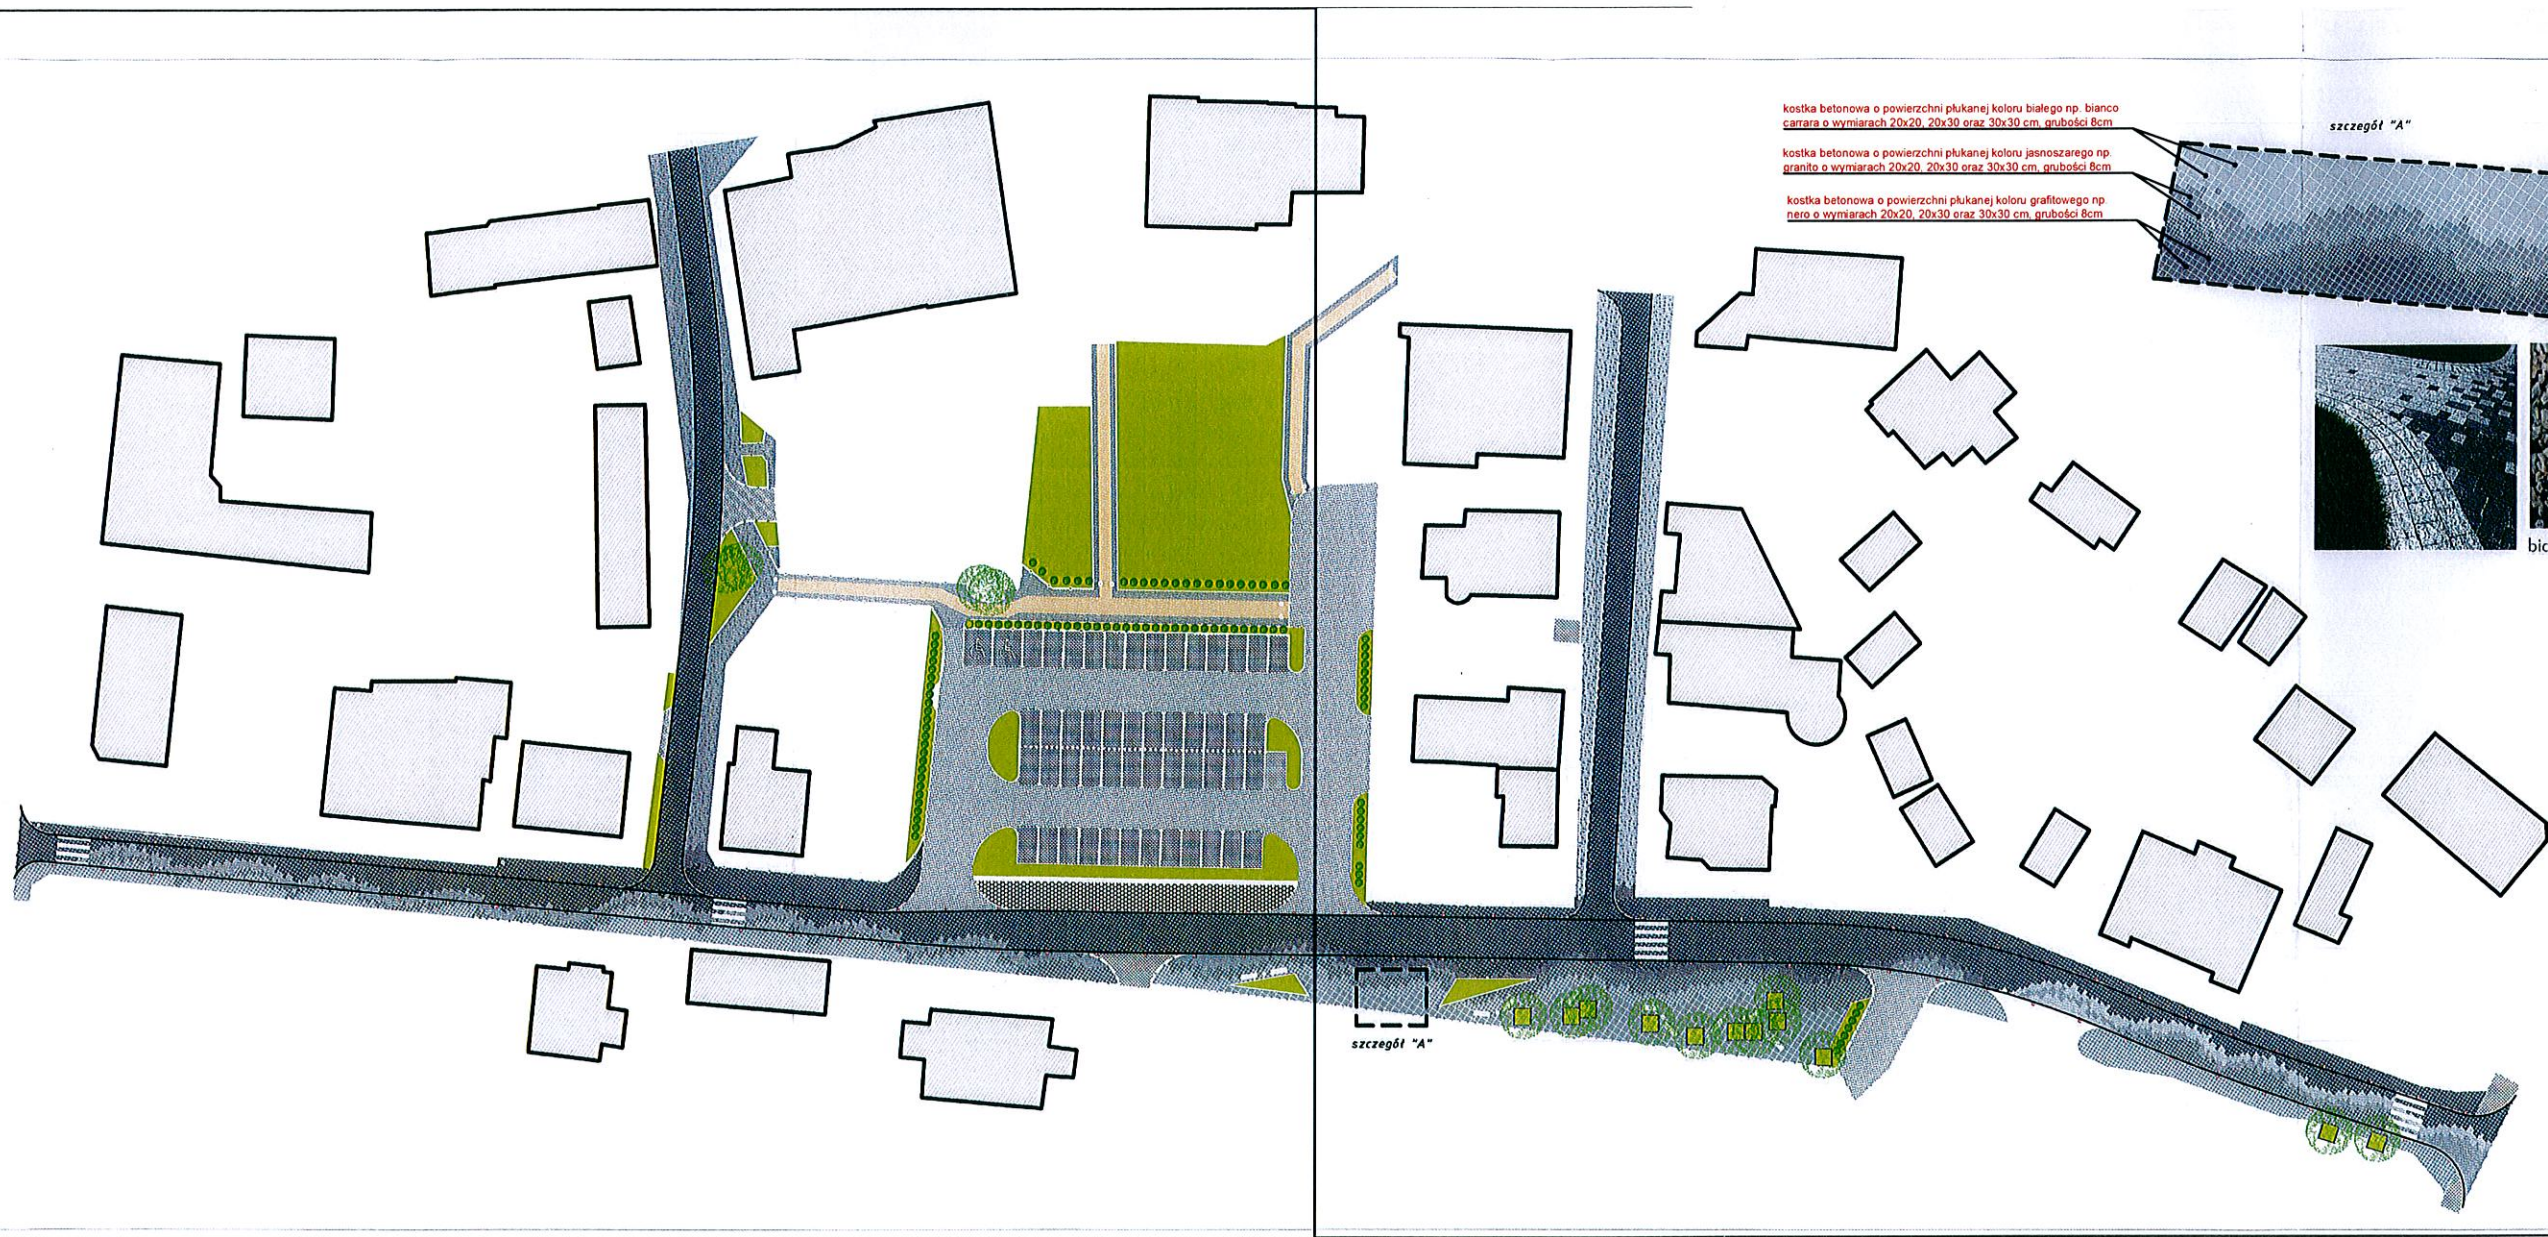 kostka betonowa o powierzchni płukanej koloru białego np. bianco
carrara o wymiarach 20x20, 20x30 oraz 30x30 cm, grubości 8cm
kostka betonowa o powierzchni płukanej koloru jasnoszarego np.
granito o wymiarach 20x20, 20x30 oraz 30x30 cm, grubości 8cm
kostka betonowa o powierzchni płukanej koloru grafitowego np.
nero o wymiarach 20x20, 20x30 oraz 30x30 cm, grubości 8cm
szczegół "A"
bic
szczegół "A"